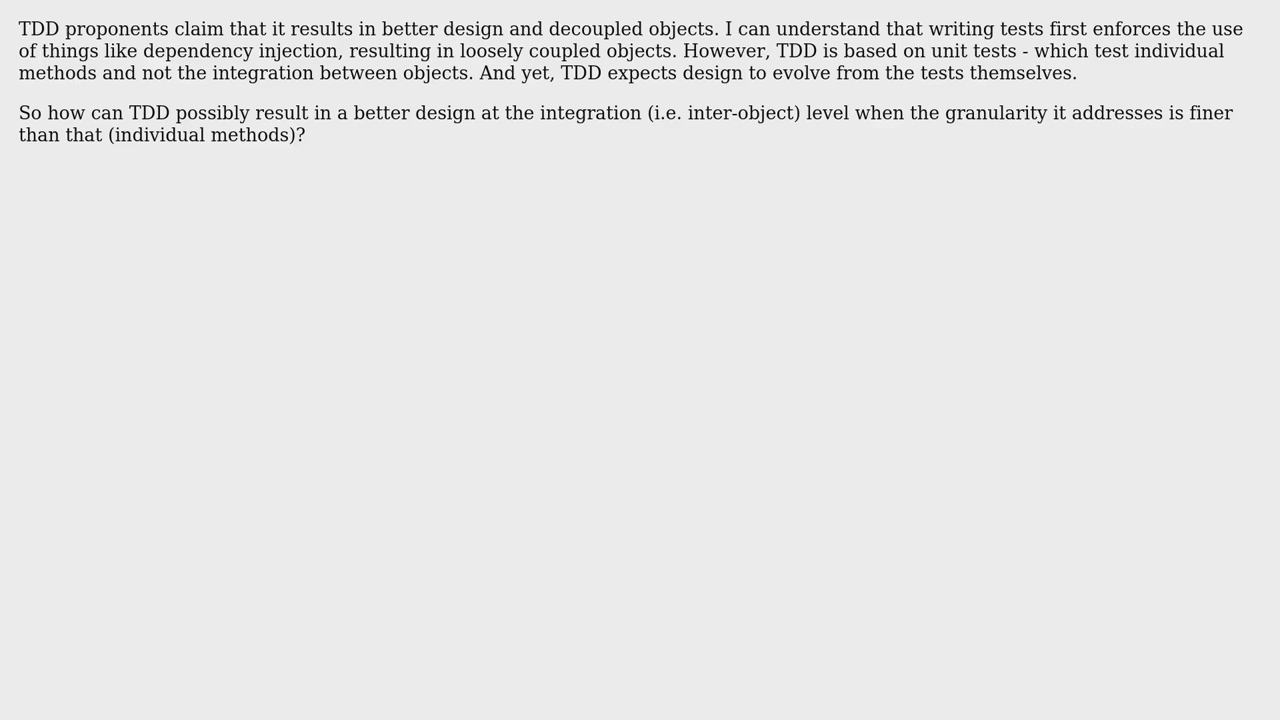 TDD proponents claim that it results in better design and decoupled objects. I can understand that writing tests first enforces the use
of things like dependency injection, resulting in loosely coupled objects. However, TDD is based on unit tests - which test individual
methods and not the integration between objects. And yet, TDD expects design to evolve from the tests themselves.
So how can TDD possibly result in a better design at the integration (i.e. inter-object) level when the granularity it addresses is finer
than that (individual methods)?